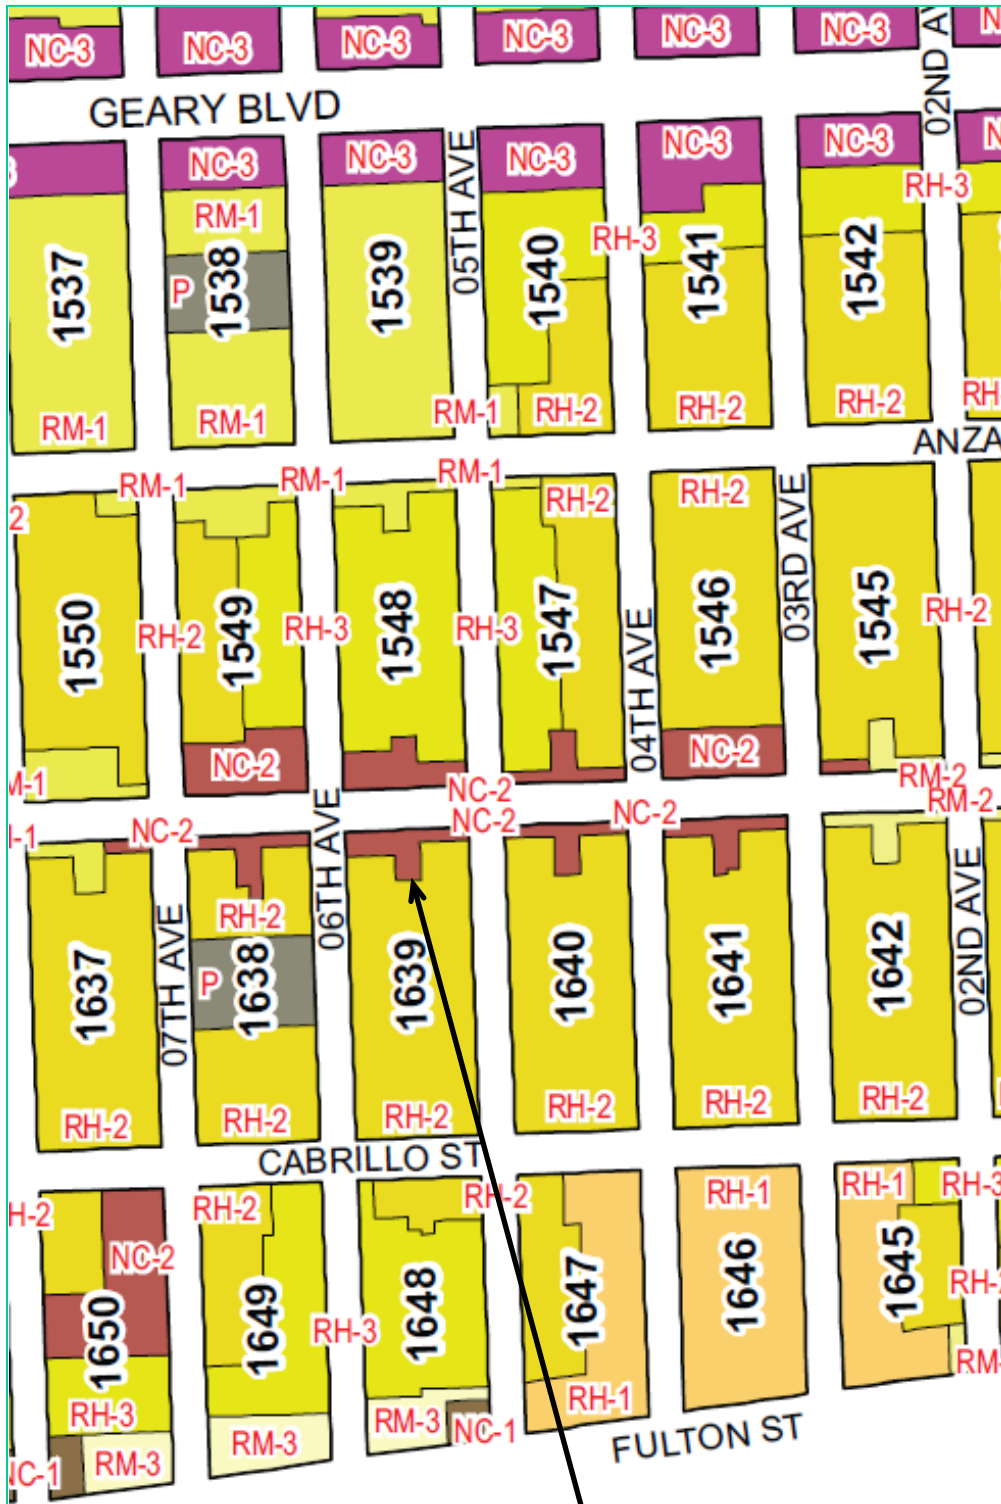 NC-3
NC-3
NC-3
NC-3
NC-3
NC-3
02ND AV
GEARY BLVD
NC-3
NC-3
NC-3
NC-3
NC-3
05TH AVE
RM-1
RH-3
RH-3
1537
P
1538
1539
1540
1541
1542
RM-1
RM-1
RM-1
RH-2
RH-2
RH-2
RH-
ANZA
RM-1
RM-1
RM-1
RH-2
RH-2
03RD AVE
2
1550
RH-2
1549
RH-3
1548
RH-3
1547
04TH AVE
1546
1545
RH-2
NC-2
NC-2
M-1
NC-2
RM-2
RM-2
06TH AVE
NC-2
NC-2
NC-2
-1
RH-2
07TH AVE
1637
P
1638
1639
1640
1641
1642
02ND AVE
RH-2
RH-2
RH-2
RH-2
RH-2
RH-2
CABRILLO ST
H-2
RH-2
RH-2
RH-1
RH-1
RH-3
NC-2
1650
1649
RH-3
1648
1647
1646
1645
RH-2
RH-3
RM-3
RM-3
NC-1
RH-1
RM-
NC-1
RM-3
FULTON ST